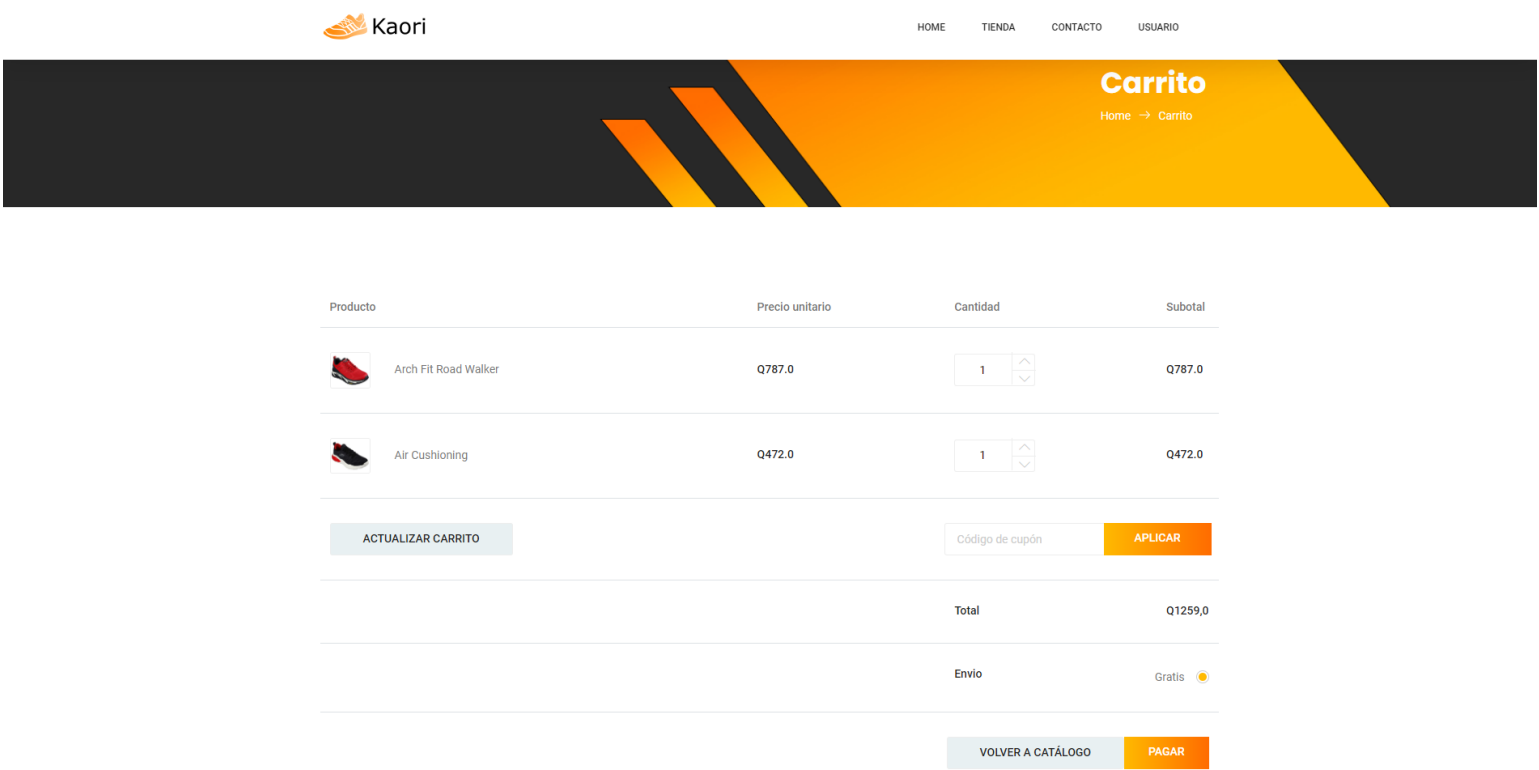 Kaori
HOME TIENDA CONTACTO USUARIO
Carrito
Home → Carrito
Producto Precio unitario Cantidad Subotal
Arch Fit Road Walker Q787.0 1 Q787.0
Air Cushioning Q472.0 1 Q472.0
ACTUALIZAR CARRITO Código de cupón APLICAR
Total Q1259,0
Envio Gratis
VOLVER A CATÁLOGO PAGAR